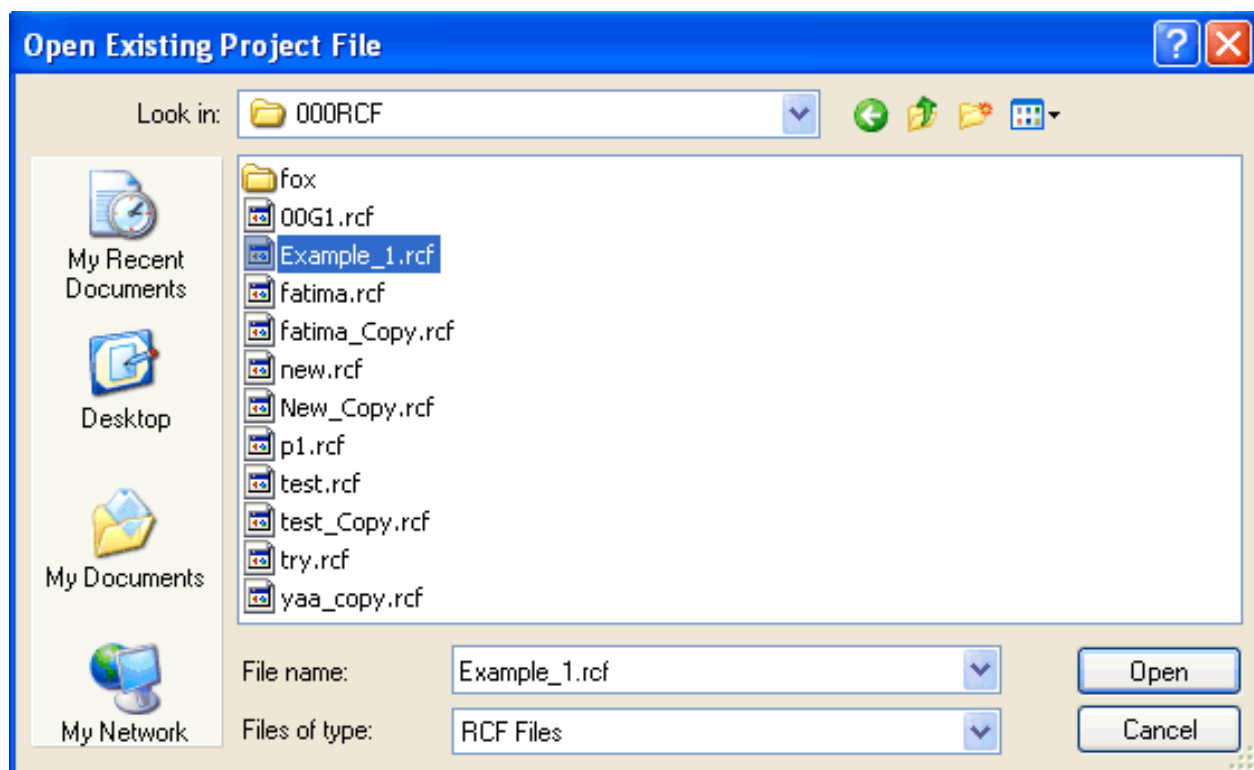 Open Existing Project File
Look in: 000RCF
My Recent
Documents
Desktop
My Documents
My Network
fox
00G1.rcf
Example_1.rcf
fatima.rcf
fatima_Copy.rcf
new.rcf
New_Copy.rcf
p1.rcf
test.rcf
test_Copy.rcf
try.rcf
yaa_copy.rcf
File name: Example_1.rcf Open
Files of type: RCF Files Cancel